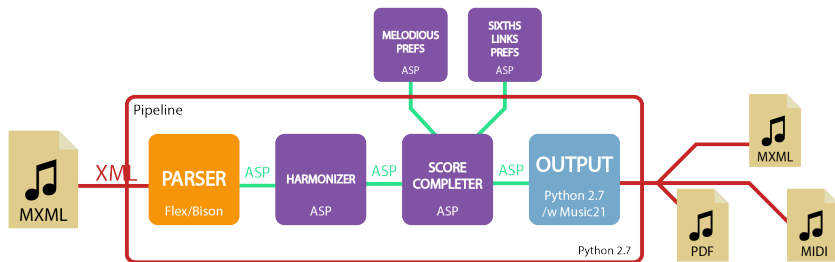 MELODIOUS
PREFS
ASP
SIXTHS
LINKS
PREFS
ASP
Pipeline
MXML
XML
PARSER
Flex/Bison
ASP
HARMONIZER
ASP
ASP
SCORE
COMPLETER
ASP
ASP
OUTPUT
Python 2.7
/w Music21
Python 2.7
MXML
PDF
MIDI